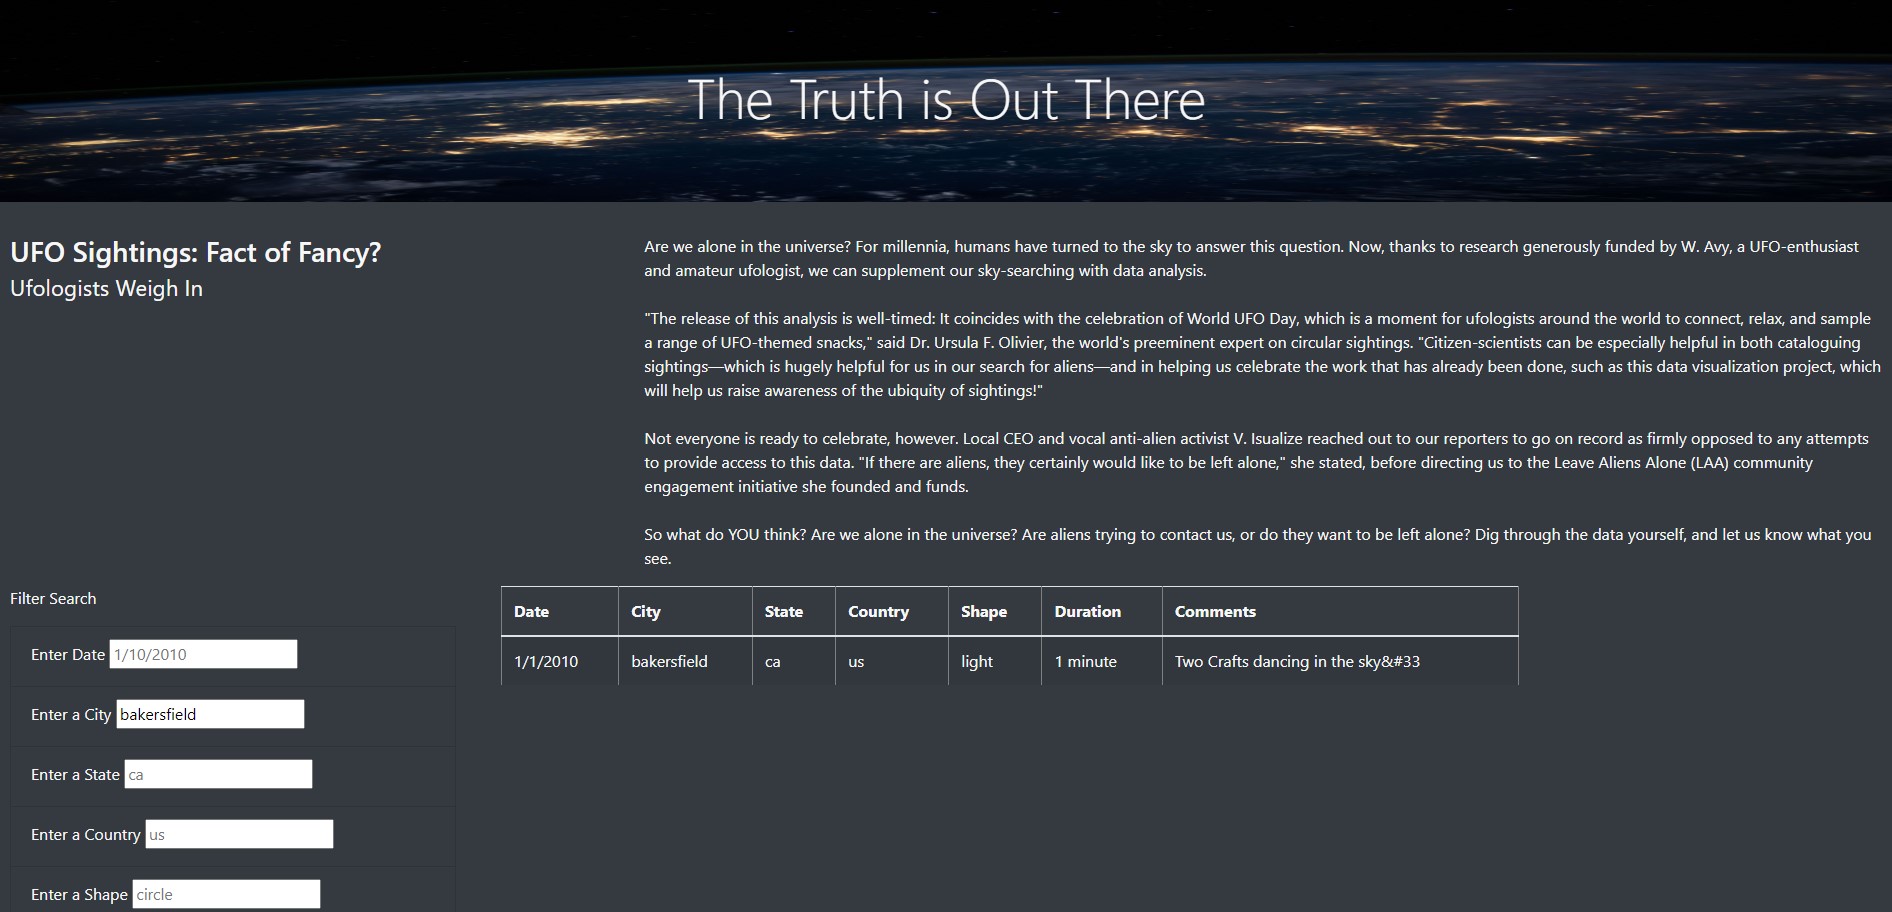 The Truth is Out There
UFO Sightings: Fact of Fancy?
Ufologists Weigh In
Are we alone in the universe? For millennia, humans have turned to the sky to answer this question. Now, thanks to research generously funded by W. Avy, a UFO-enthusiast
and amateur ufologist, we can supplement our sky-searching with data analysis.
"The release of this analysis is well-timed: It coincides with the celebration of World UFO Day, which is a moment for ufologists around the world to connect, relax, and sample
a range of UFO-themed snacks," said Dr. Ursula F. Olivier, the world's preeminent expert on circular sightings. "Citizen-scientists can be especially helpful in both cataloguing
sightings—which is hugely helpful for us in our search for aliens—and in helping us celebrate the work that has already been done, such as this data visualization project, which
will help us raise awareness of the ubiquity of sightings!"
Not everyone is ready to celebrate, however. Local CEO and vocal anti-alien activist V. Isualize reached out to our reporters to go on record as firmly opposed to any attempts
to provide access to this data. "If there are aliens, they certainly would like to be left alone," she stated, before directing us to the Leave Aliens Alone (LAA) community
engagement initiative she founded and funds.
So what do YOU think? Are we alone in the universe? Are aliens trying to contact us, or do they want to be left alone? Dig through the data yourself, and let us know what you
see.
Filter Search
Enter Date 1/10/2010
Enter a City bakersfield
Enter a State ca
Enter a Country us
Enter a Shape circle
Date City State Country Shape Duration Comments
1/1/2010 bakersfield ca us light 1 minute Two Crafts dancing in the sky&#33